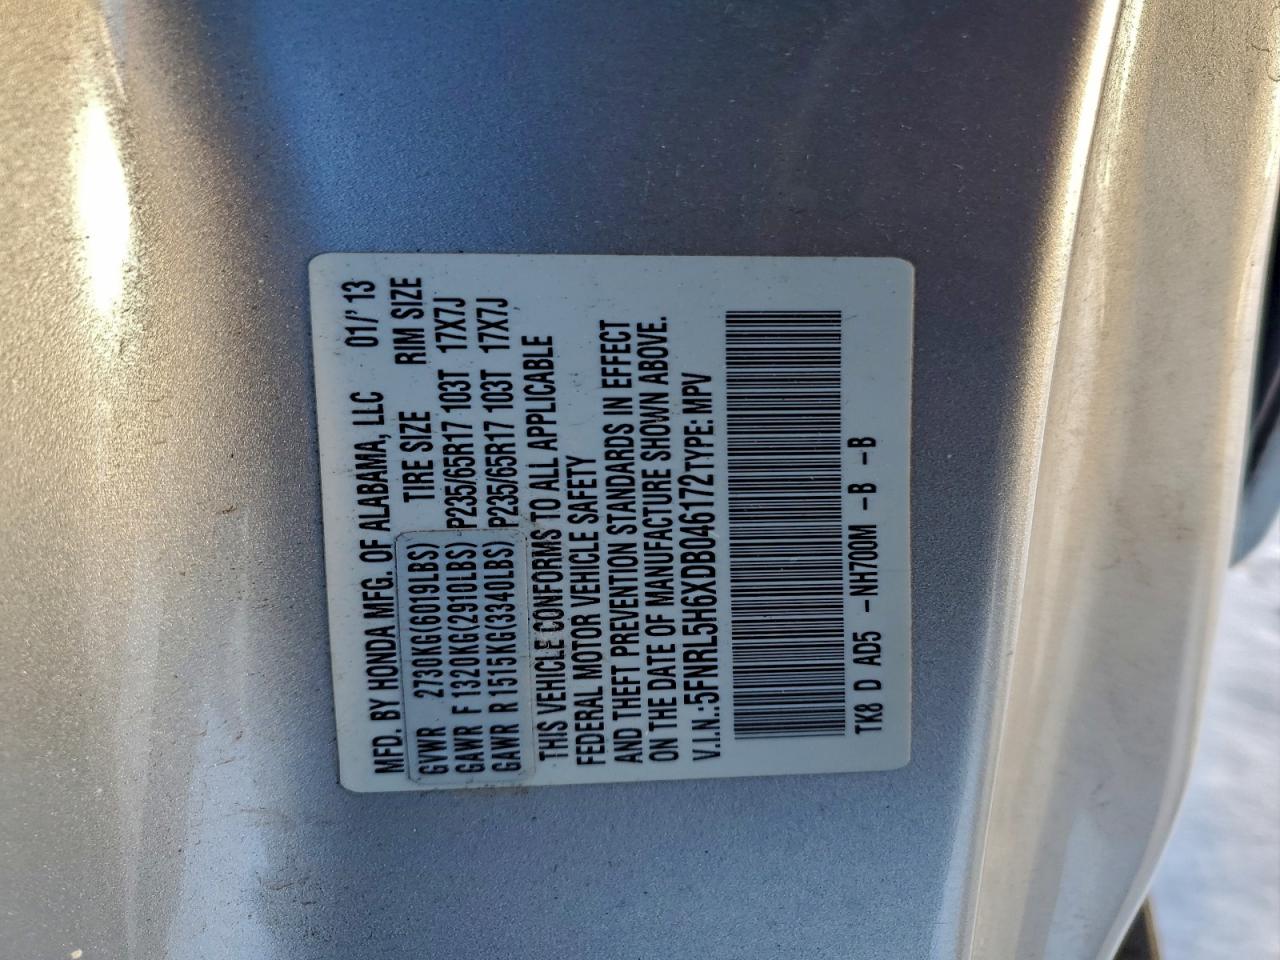 MFD. BY HONDA MFG. OF ALABAMA, LLC 01/'13
TIRE SIZE RIM SIZE
GVWR 2730KG(6019LBS)
GAWR F 1320KG(2910LBS) P235/65R17 103T 17X7J
GAWR R 1515KG(3340LBS) P235/65R17 103T 17X7J
THIS VEHICLE CONFORMS TO ALL APPLICABLE
FEDERAL MOTOR VEHICLE SAFETY
AND THEFT PREVENTION STANDARDS IN EFFECT
ON THE DATE OF MANUFACTURE SHOWN ABOVE.
V.I.N.:5FNRL5H6XDB046172TYPE: MPV
TK8 D AD5 -NH700M -B -B